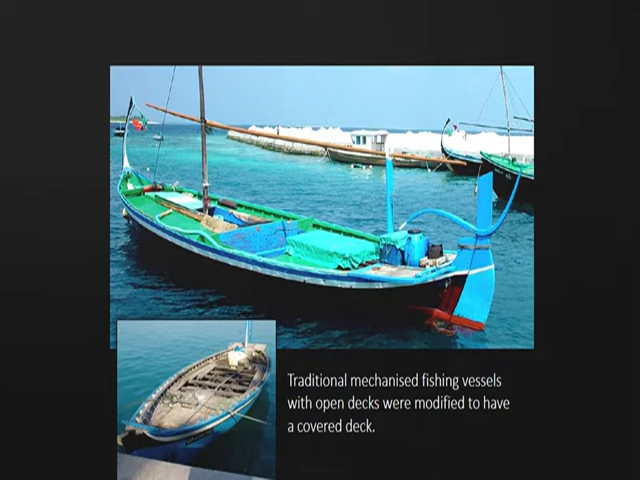 Traditional mechanised fishing vessels
with open decks were modified to have
a covered deck.